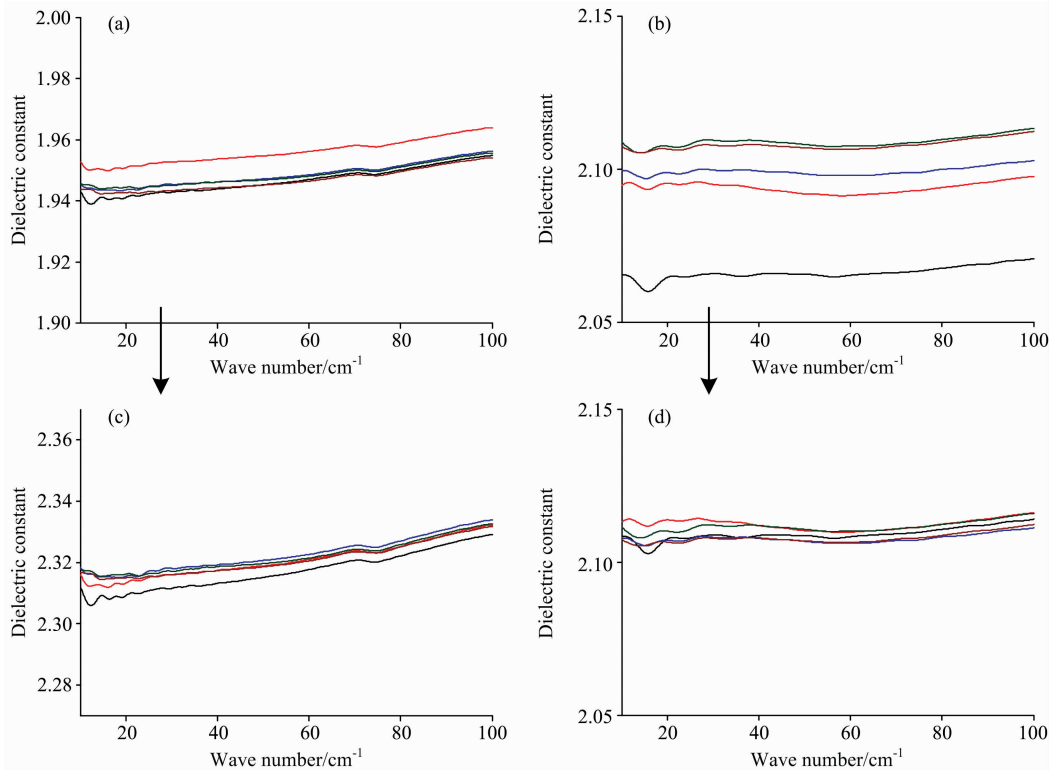 (a)
Dielectric constant
2.00
1.98
1.96
1.94
1.92
1.90
20 40 60 80 100
Wave number/cm-1
(b)
Dielectric constant
2.15
2.10
2.05
20 40 60 80 100
Wave number/cm-1
(c)
Dielectric constant
2.36
2.34
2.32
2.30
2.28
20 40 60 80 100
Wave number/cm-1
(d)
Dielectric constant
2.15
2.10
2.05
20 40 60 80 100
Wave number/cm-1